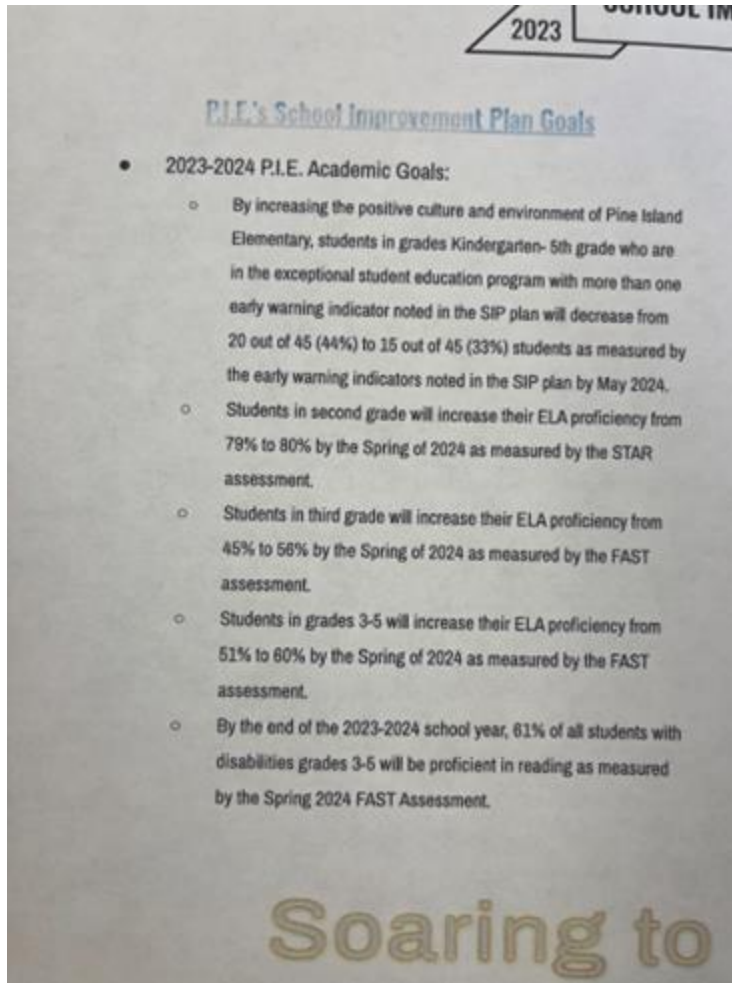 SCHOOL IM
2023
P.I.E.'s School Improvement Plan Goals
• 2023-2024 P.I.E. Academic Goals:
○ By increasing the positive culture and environment of Pine Island
Elementary, students in grades Kindergarten- 5th grade who are
in the exceptional student education program with more than one
early warning indicator noted in the SIP plan will decrease from
20 out of 45 (44%) to 15 out of 45 (33%) students as measured by
the early warning indicators noted in the SIP plan by May 2024.
○ Students in second grade will increase their ELA proficiency from
79% to 80% by the Spring of 2024 as measured by the STAR
assessment.
○ Students in third grade will increase their ELA proficiency from
45% to 56% by the Spring of 2024 as measured by the FAST
assessment.
○ Students in grades 3-5 will increase their ELA proficiency from
51% to 60% by the Spring of 2024 as measured by the FAST
assessment.
○ By the end of the 2023-2024 school year, 61% of all students with
disabilities grades 3-5 will be proficient in reading as measured
by the Spring 2024 FAST Assessment.
Soaring to